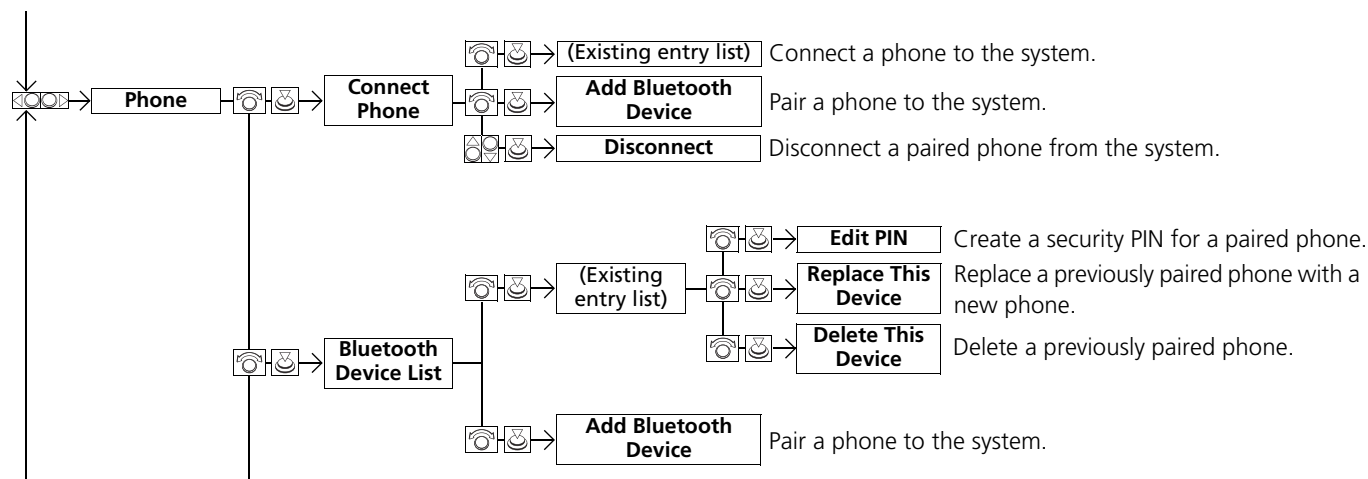 (Existing entry list) Connect a phone to the system.
Phone
Connect
Phone
Add Bluetooth
Device
Pair a phone to the system.
Disconnect Disconnect a paired phone from the system.
Bluetooth
Device List
(Existing
entry list)
Edit PIN Create a security PIN for a paired phone.
Replace This
Device
Replace a previously paired phone with a
new phone.
Delete This
Device
Delete a previously paired phone.
Add Bluetooth
Device
Pair a phone to the system.